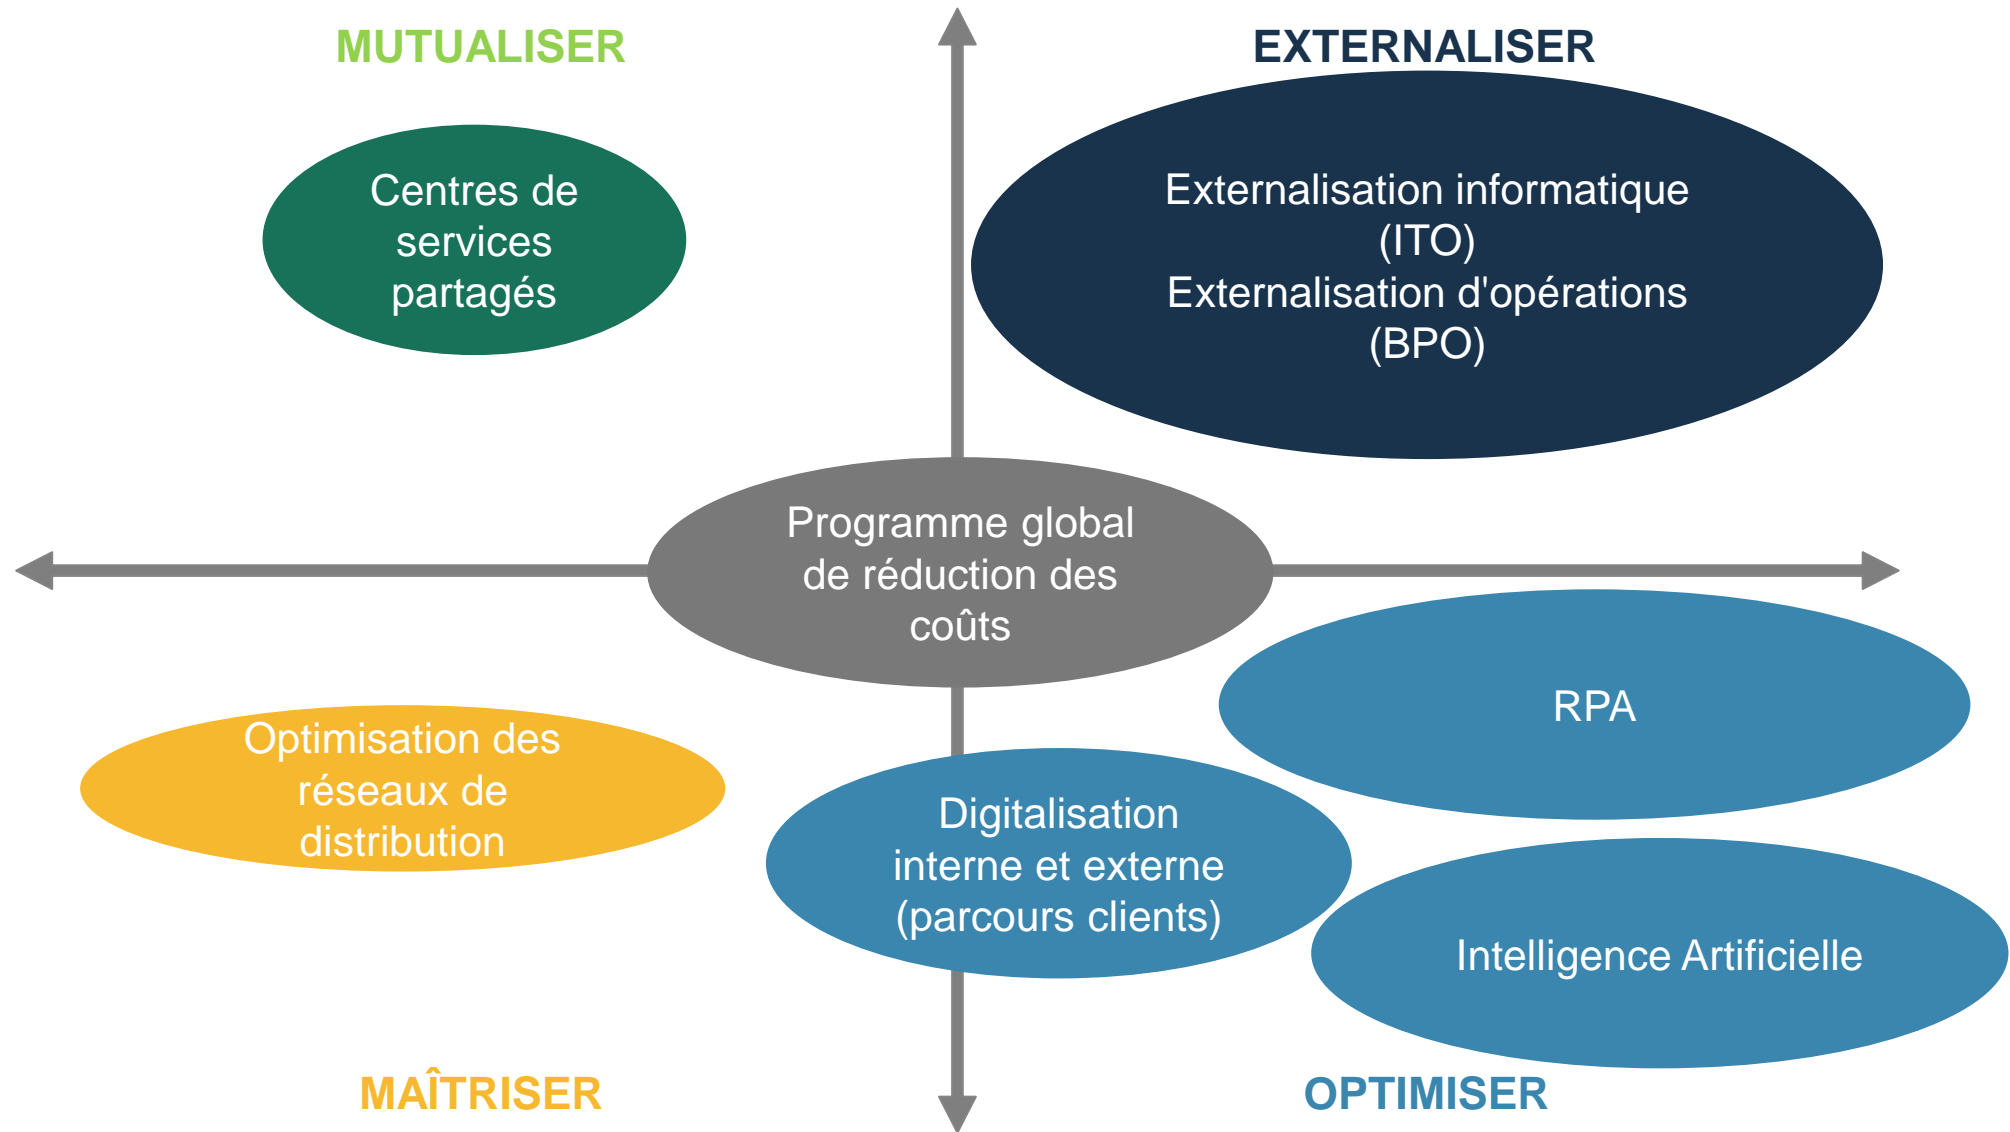 MUTUALISER
EXTERNALISER
Centres de
services
partagés
Externalisation informatique
(ITO)
Externalisation d'opérations
(BPO)
Programme global
de réduction des
coûts
Optimisation des
réseaux de
distribution
RPA
Digitalisation
interne et externe
(parcours clients)
Intelligence Artificielle
MAÎTRISER
OPTIMISER